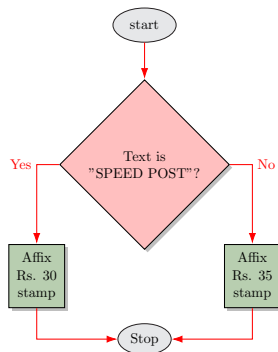 start
Text is
"SPEED POST"?
Yes
No
Affix
Rs. 30
stamp
Affix
Rs. 35
stamp
Stop